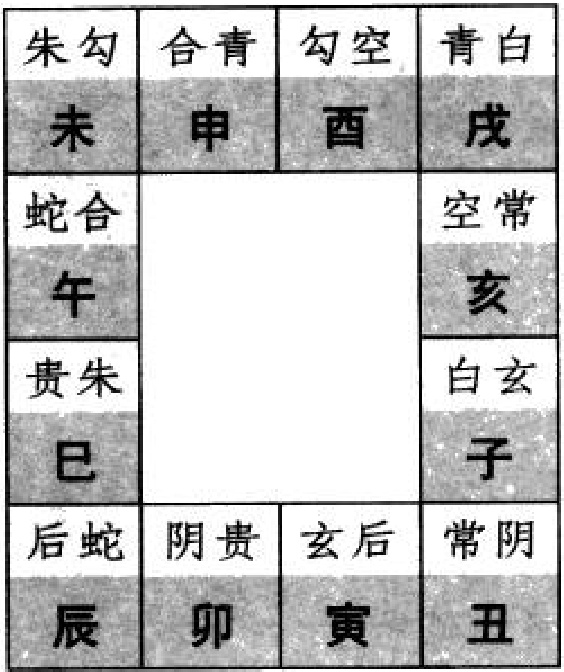 朱勾 合青 勾空 青白
未 申 酉 戌
蛇合 空常
午 亥
贵朱 白玄
巳 子
后蛇 阴贵 玄后 常阴
辰 卯 寅 丑